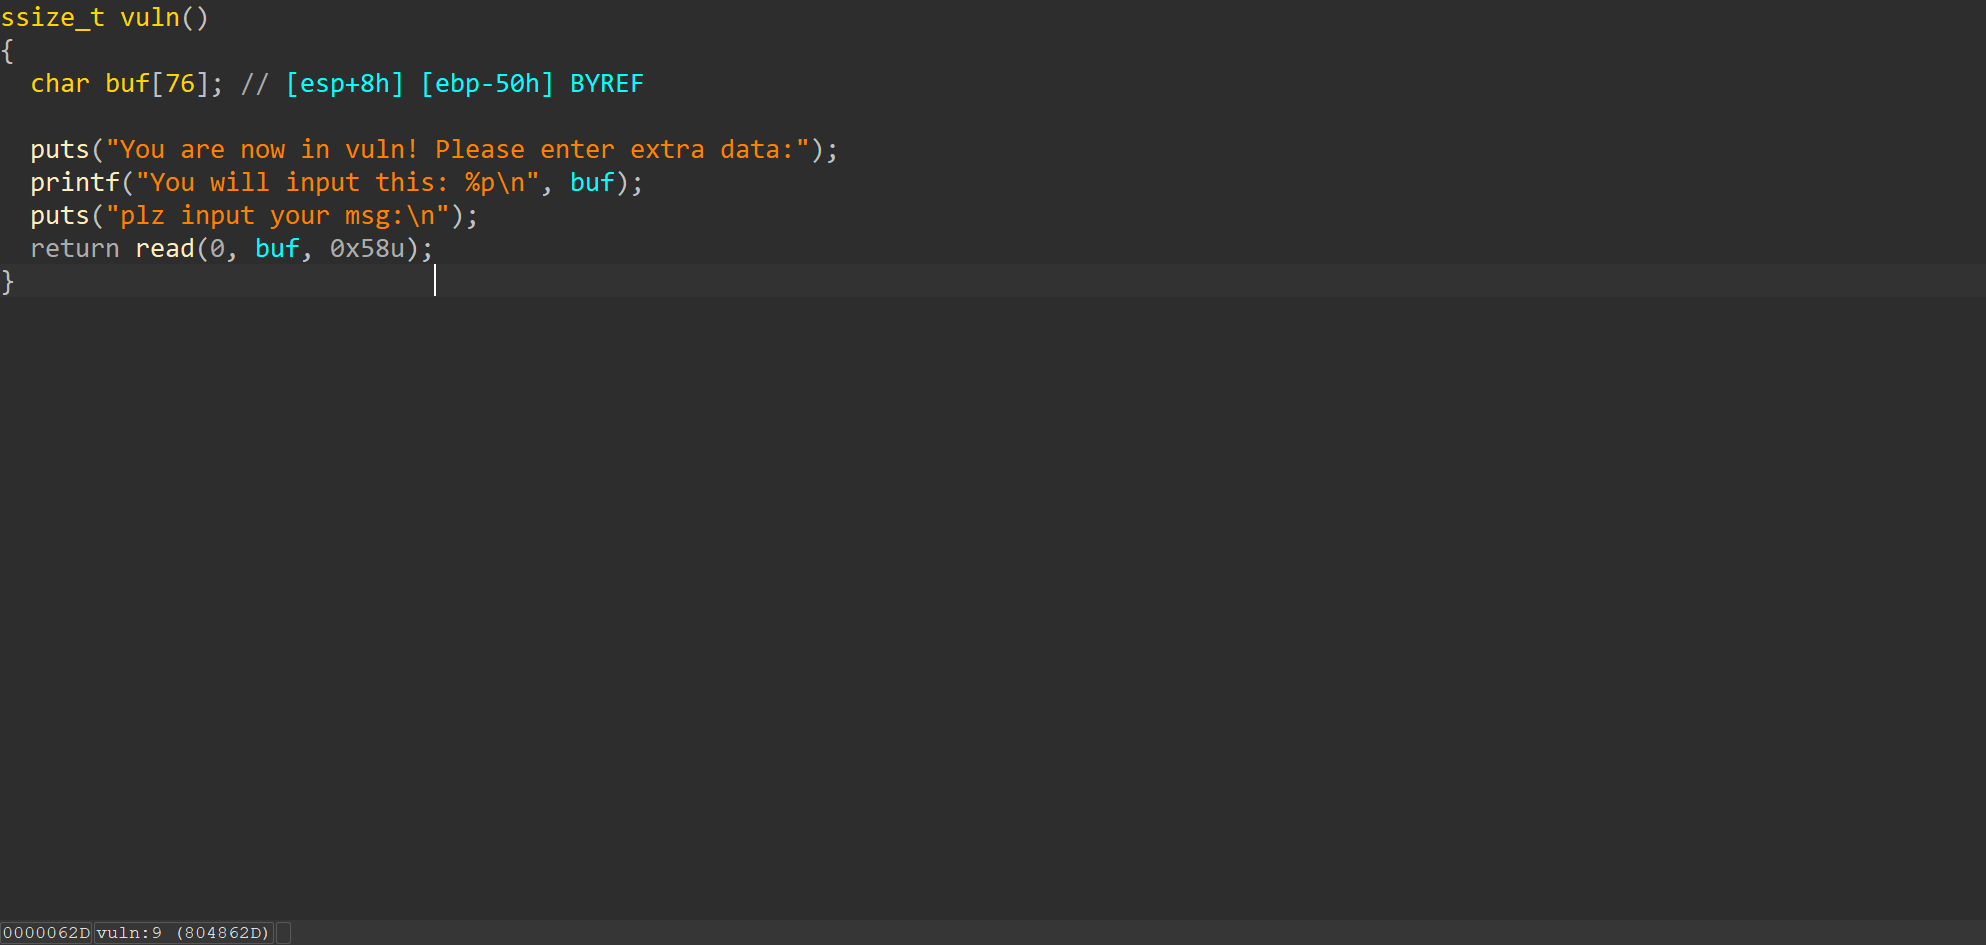 ssize_t vuln()
{
  char buf[76]; // [esp+8h] [ebp-50h] BYREF

  puts("You are now in vuln! Please enter extra data:");
  printf("You will input this: %p\n", buf);
  puts("plz input your msg:\n");
  return read(0, buf, 0x58u);
}
0000062D vuln:9 (804862D)